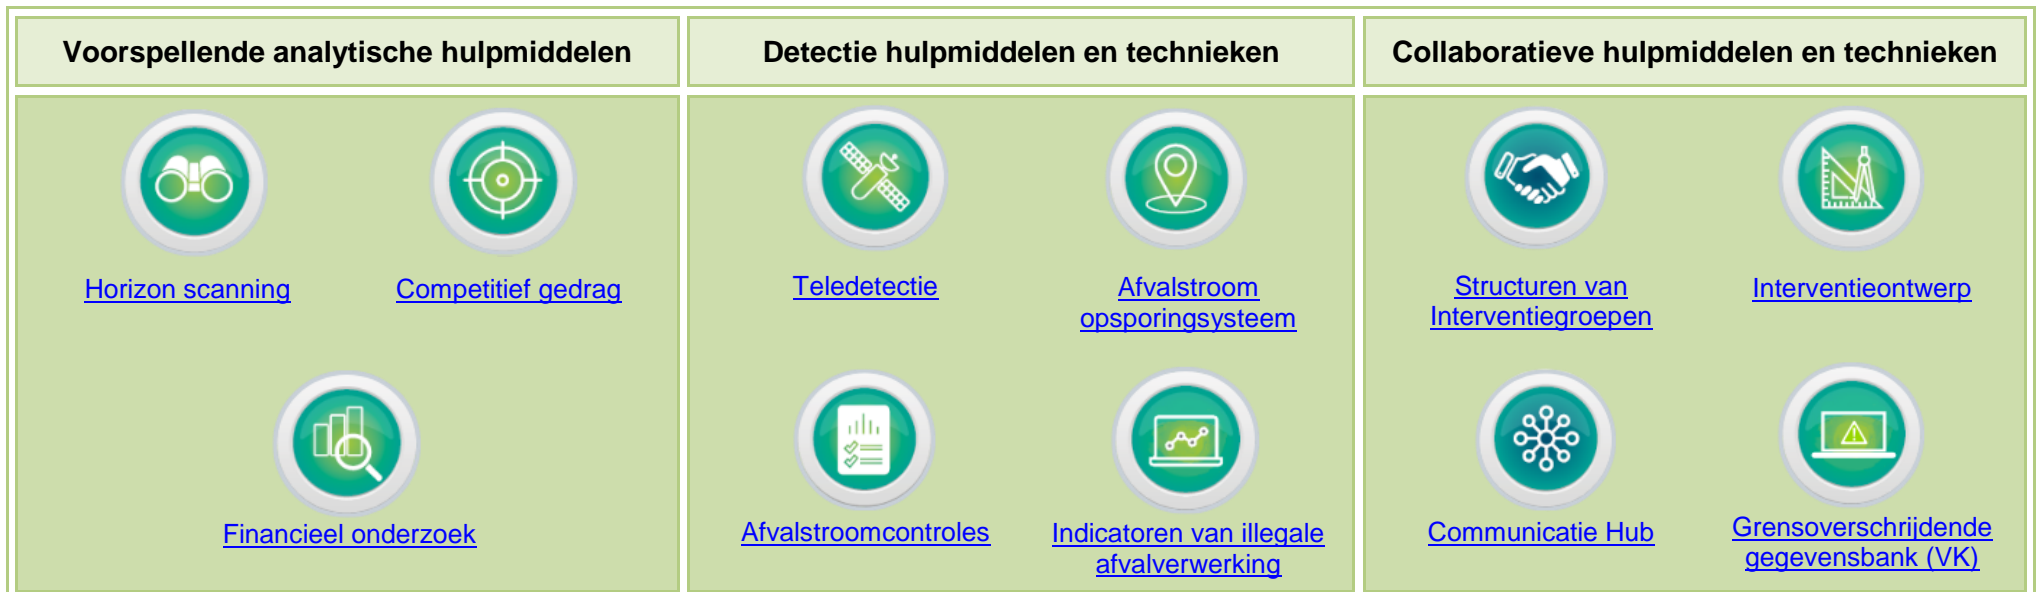 Voorspellende analytische hulpmiddelen
Detectie hulpmiddelen en technieken
Collaboratieve hulpmiddelen en technieken
Horizon scanning
Competitief gedrag
Financieel onderzoek
Teledetectie
Afvalstroom
opsporingsysteem
Afvalstroomcontroles
Indicatoren van illegale
afvalverwerking
Structuren van
Interventiegroepen
Interventieontwerp
Communicatie Hub
Grensoverschrijdende
gegevensbank (VK)